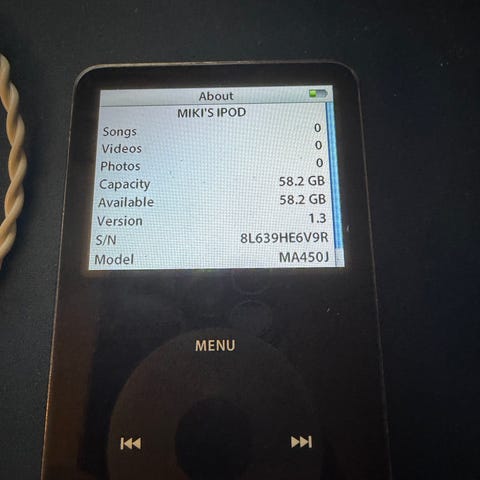 About
MIKI'S IPOD
Songs 0
Videos 0
Photos 0
Capacity 58.2 GB
Available 58.2 GB
Version 1.3
S/N 8L639HE6V9R
Model MA450J
MENU